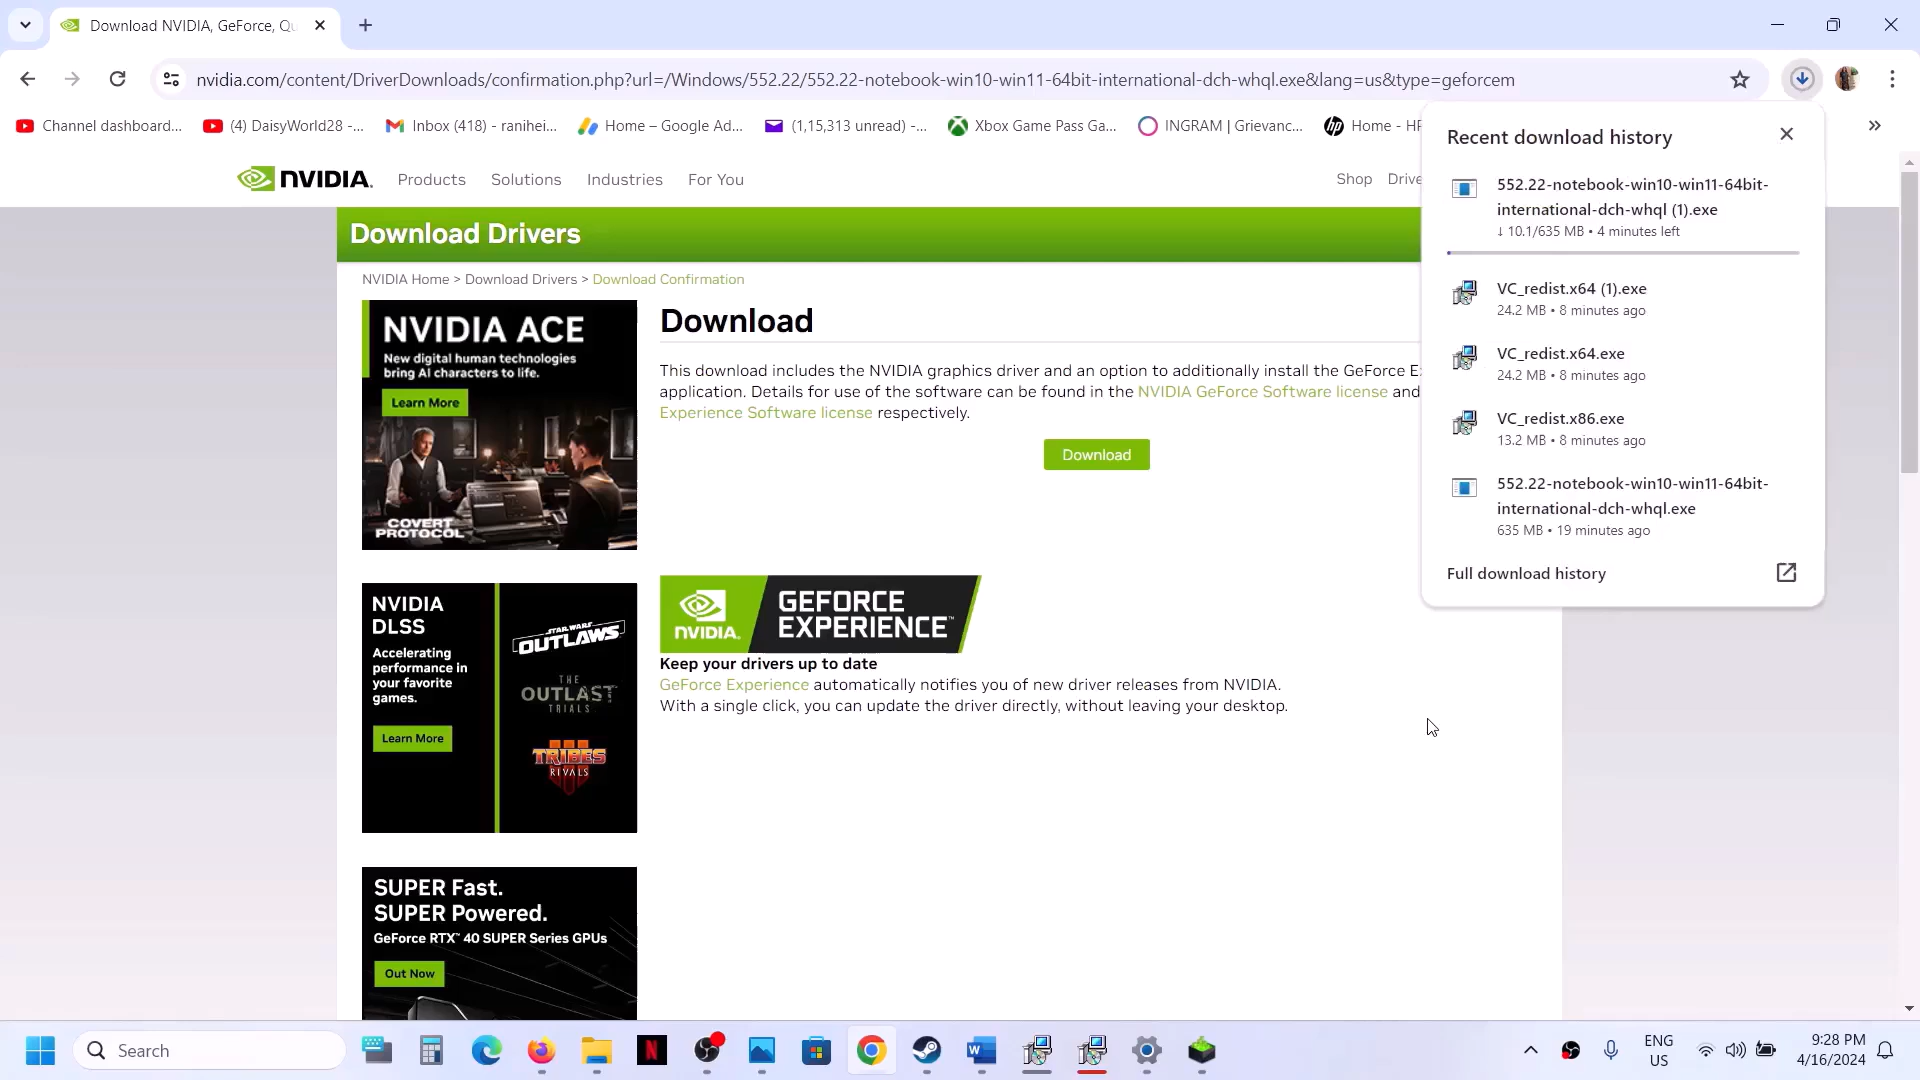 Download NVIDIA, GeForce, Qu
nvidia.com/content/DriverDownloads/confirmation.php?url=/Windows/552.22/552.22-notebook-win10-win11-64bit-international-dch-whql.exe&lang=us&type=geforcem
Channel dashboard...
(4) DaisyWorld28 -...
Inbox (418) - ranihei...
Home – Google Ad...
(1,15,313 unread) -...
Xbox Game Pass Ga...
INGRAM | Grievanc...
Home - HP
NVIDIA.
Products
Solutions
Industries
For You
Shop
Drive
Download Drivers
NVIDIA Home > Download Drivers > Download Confirmation
NVIDIA ACE
New digital human technologies
bring AI characters to life.
Learn More
COVERT
PROTOCOL
Download
This download includes the NVIDIA graphics driver and an option to additionally install the GeForce E
application. Details for use of the software can be found in the NVIDIA GeForce Software license and
Experience Software license respectively.
Download
NVIDIA
DLSS
Accelerating
performance in
your favorite
games.
Learn More
STAR WARS
OUTLAWS
THE
OUTLAST
TRIALS
TRIBES
RIVALS
NVIDIA.
GEFORCE
EXPERIENCE™
Keep your drivers up to date
GeForce Experience automatically notifies you of new driver releases from NVIDIA.
With a single click, you can update the driver directly, without leaving your desktop.
SUPER Fast.
SUPER Powered.
GeForce RTX™ 40 SUPER Series GPUs
Out Now
Recent download history
552.22-notebook-win10-win11-64bit-
international-dch-whql (1).exe
↓ 10.1/635 MB • 4 minutes left
VC_redist.x64 (1).exe
24.2 MB • 8 minutes ago
VC_redist.x64.exe
24.2 MB • 8 minutes ago
VC_redist.x86.exe
13.2 MB • 8 minutes ago
552.22-notebook-win10-win11-64bit-
international-dch-whql.exe
635 MB • 19 minutes ago
Full download history
Search
ENG
US
9:28 PM
4/16/2024